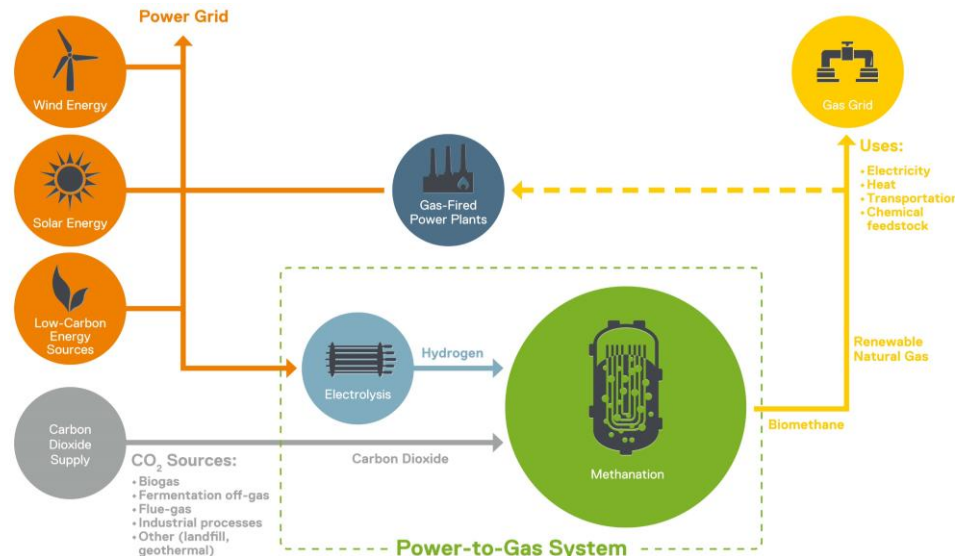 Power Grid
Wind Energy
Gas Grid
Uses:
• Electricity
• Heat
• Transportation
• Chemical
feedstock
Solar Energy
Gas-Fired
Power Plants
Low-Carbon
Energy
Sources
Hydrogen
Electrolysis
Renewable
Natural Gas
Biomethane
Carbon
Dioxide
Supply
CO₂ Sources:
• Biogas
• Fermentation off-gas
• Flue-gas
• Industrial processes
• Other (landfill,
geothermal)
Carbon Dioxide
Methanation
Power-to-Gas System